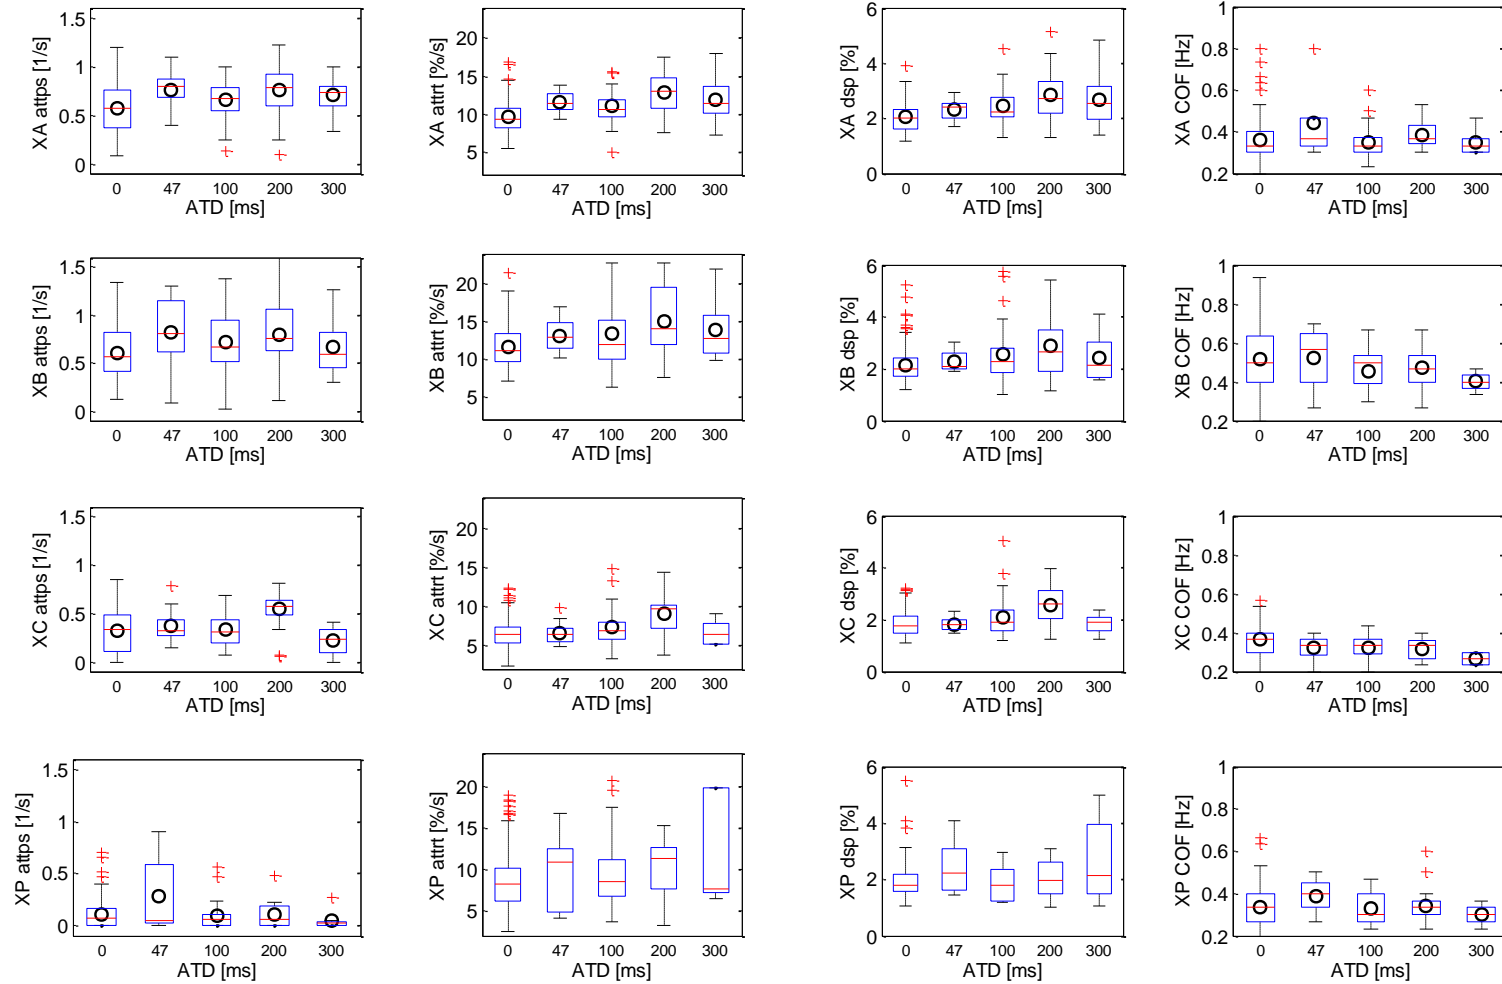 XA attps [1/s]
1.5
1
0.5
0
0 47 100 200 300
ATD [ms]
XA attrt [%/s]
20
15
10
5
0 47 100 200 300
ATD [ms]
XA dsp [%]
6
4
2
0
0 47 100 200 300
ATD [ms]
XA COF [Hz]
1
0.8
0.6
0.4
0.2
0 47 100 200 300
ATD [ms]
XB attps [1/s]
1.5
1
0.5
0
0 47 100 200 300
ATD [ms]
XB attrt [%/s]
20
15
10
5
0 47 100 200 300
ATD [ms]
XB dsp [%]
6
4
2
0
0 47 100 200 300
ATD [ms]
XB COF [Hz]
1
0.8
0.6
0.4
0.2
0 47 100 200 300
ATD [ms]
XC attps [1/s]
1.5
1
0.5
0
0 47 100 200 300
ATD [ms]
XC attrt [%/s]
20
15
10
5
0 47 100 200 300
ATD [ms]
XC dsp [%]
6
4
2
0
0 47 100 200 300
ATD [ms]
XC COF [Hz]
1
0.8
0.6
0.4
0.2
0 47 100 200 300
ATD [ms]
XP attps [1/s]
1.5
1
0.5
0
0 47 100 200 300
ATD [ms]
XP attrt [%/s]
20
15
10
5
0 47 100 200 300
ATD [ms]
XP dsp [%]
6
4
2
0
0 47 100 200 300
ATD [ms]
XP COF [Hz]
1
0.8
0.6
0.4
0.2
0 47 100 200 300
ATD [ms]